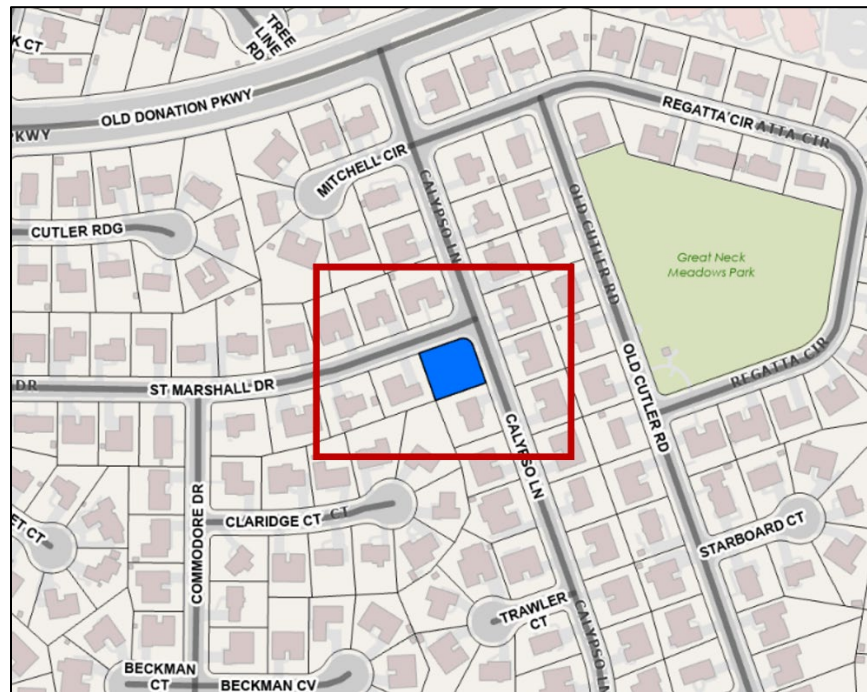 K CT
TREE
LINE
RD
OLD DONATION PKWY
PKWY
REGATTA CIR
ATTA CIR
MITCHELL CIR
CALYPSO LN
OLD CUTLER RD
CUTLER RDG
Great Neck
Meadows Park
OLD CUTLER RD
REGATTA CIR
DR
ST MARSHALL DR
CALYPSO LN
COMMODORE DR
CLARIDGE CT
CT
ET CT
STARBOARD CT
TRAWLER
CT
CALYPSO LN
BECKMAN
CT
BECKMAN CV